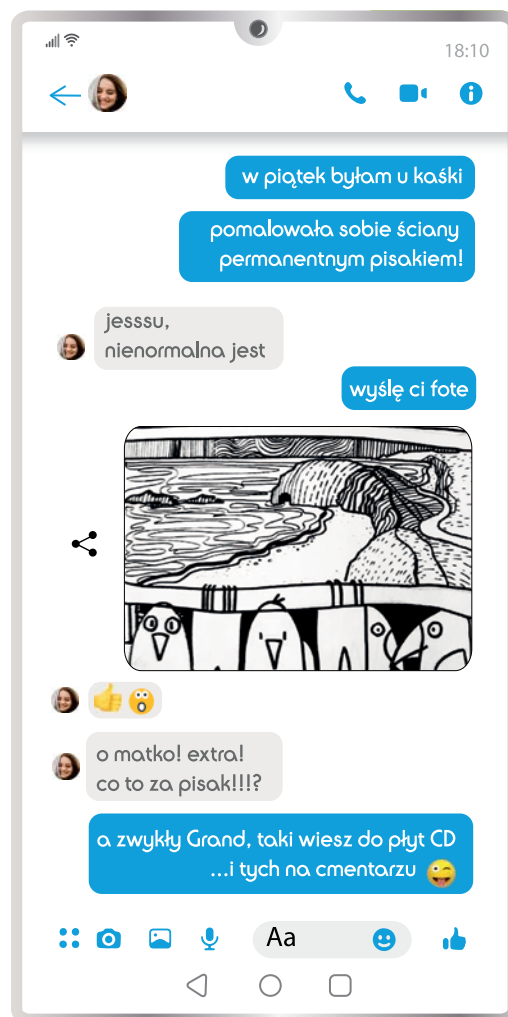 18:10
w piątek byłam u kaśki
pomalowała sobie ściany
permanentnym pisakiem!
jesssu,
nienormalna jest
wyślę ci fote
o matko! extra!
co to za pisak!!!?
a zwykły Grand, taki wiesz do płyt CD
...i tych na cmentarzu 😜
Aa